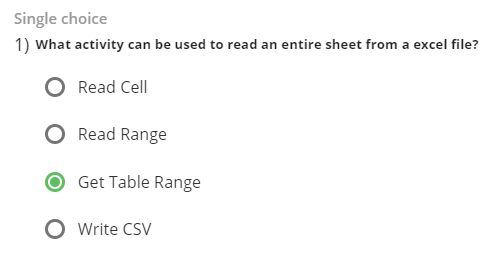 Single choice
1) What activity can be used to read an entire sheet from a excel file?
Read Cell
Read Range
Get Table Range
Write CSV